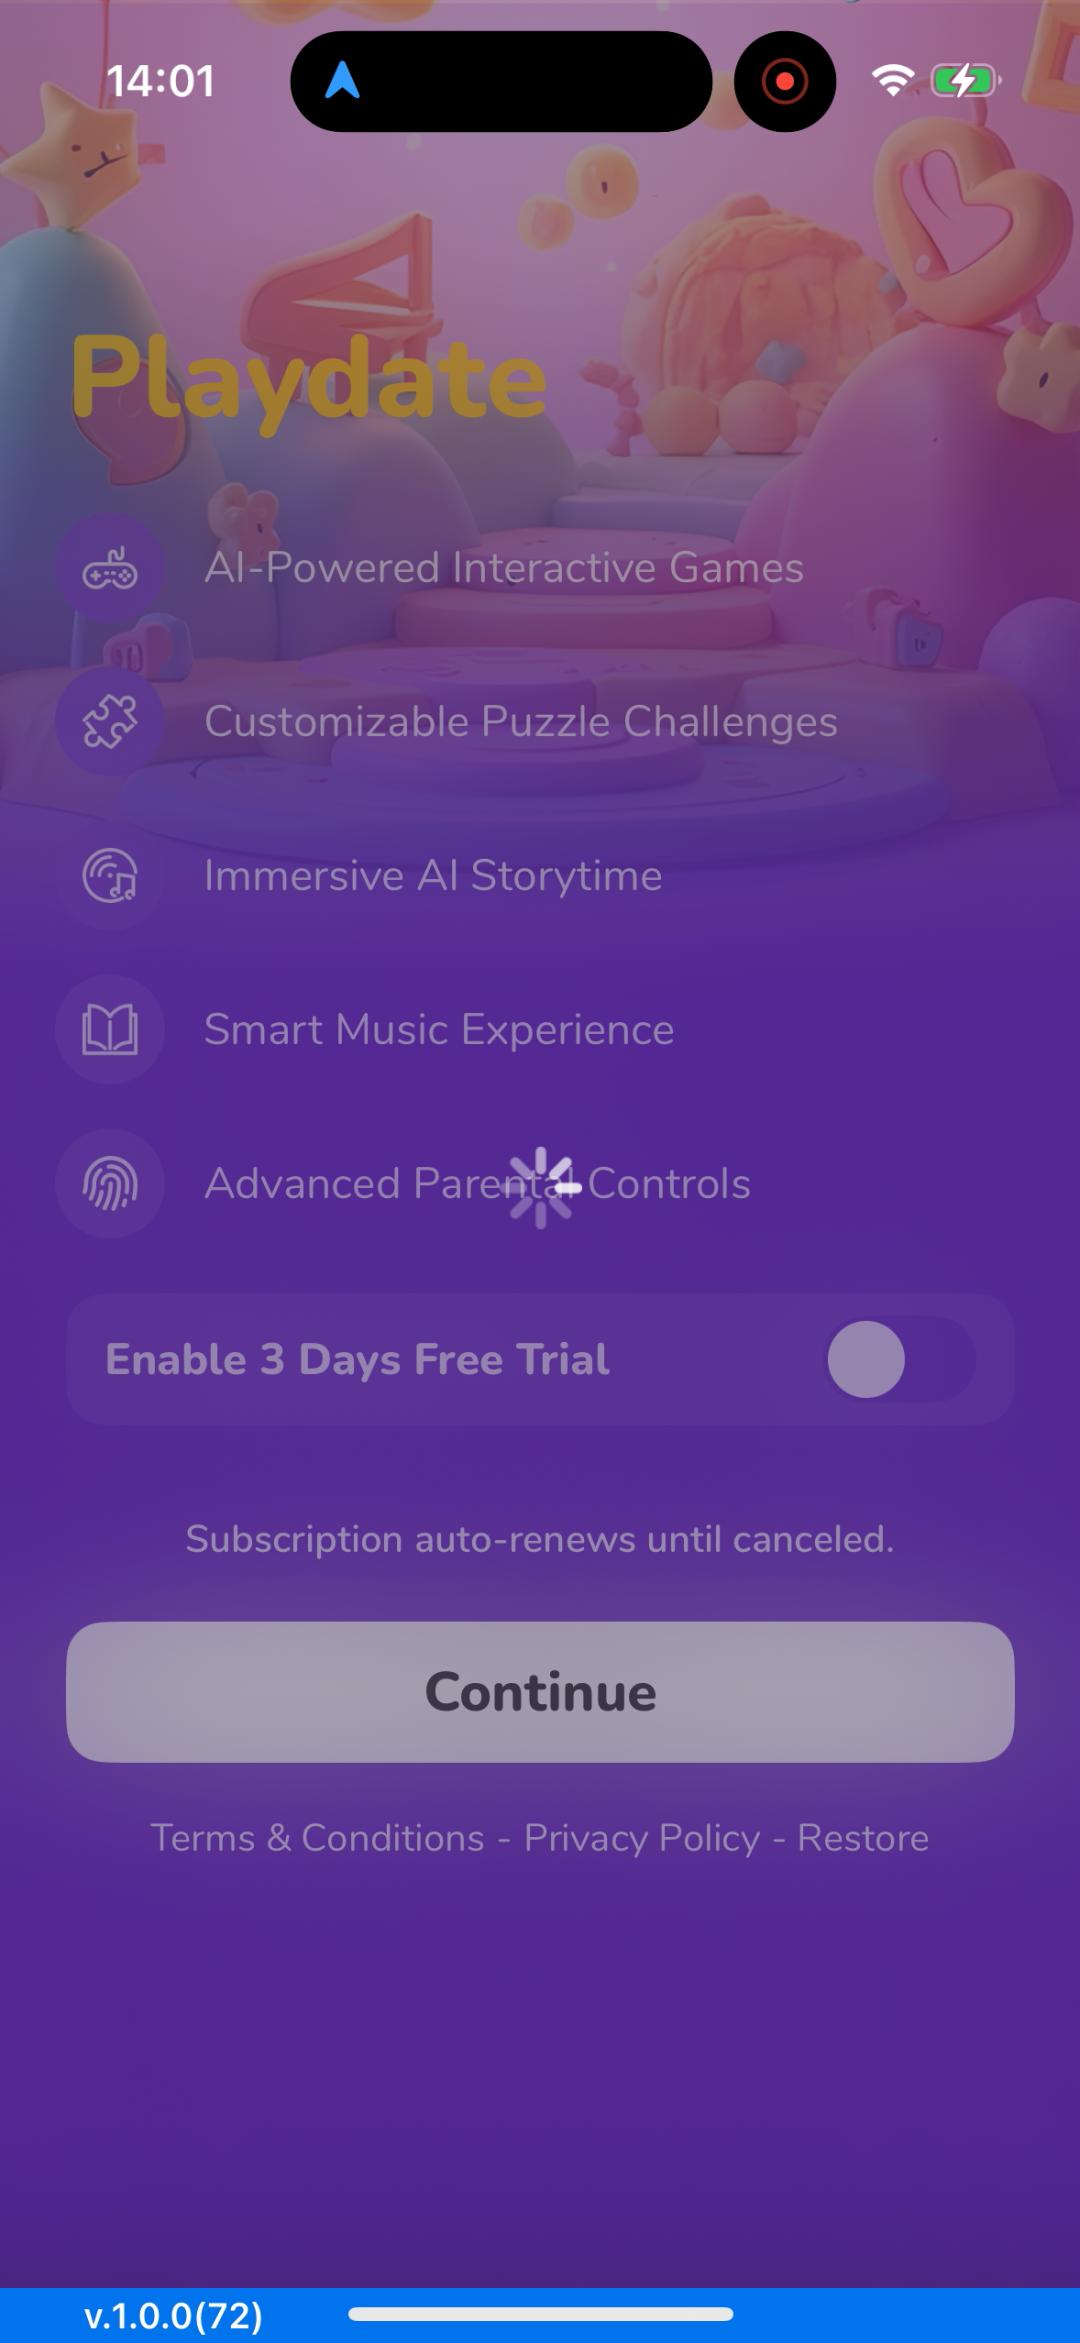 14:01
Playdate
AI-Powered Interactive Games
Customizable Puzzle Challenges
Immersive AI Storytime
Smart Music Experience
Advanced Parental Controls
Enable 3 Days Free Trial
Subscription auto-renews until canceled.
Continue
Terms & Conditions - Privacy Policy - Restore
v.1.0.0(72)